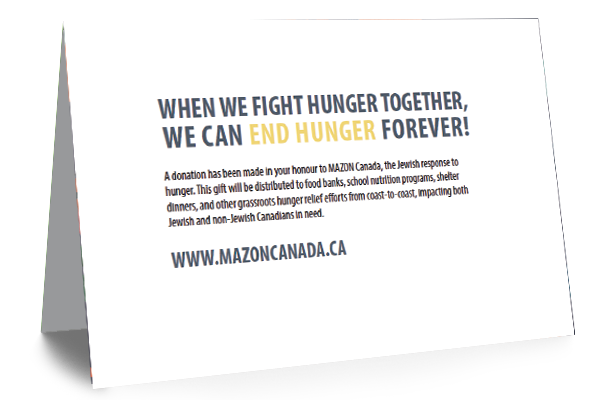 WHEN WE FIGHT HUNGER TOGETHER,
WE CAN END HUNGER FOREVER!
A donation has been made in your honour to MAZON Canada, the Jewish response to
hunger. This gift will be distributed to food banks, school nutrition programs, shelter
dinners, and other grassroots hunger relief efforts from coast-to-coast, impacting both
Jewish and non-Jewish Canadians in need.
WWW.MAZONCANADA.CA